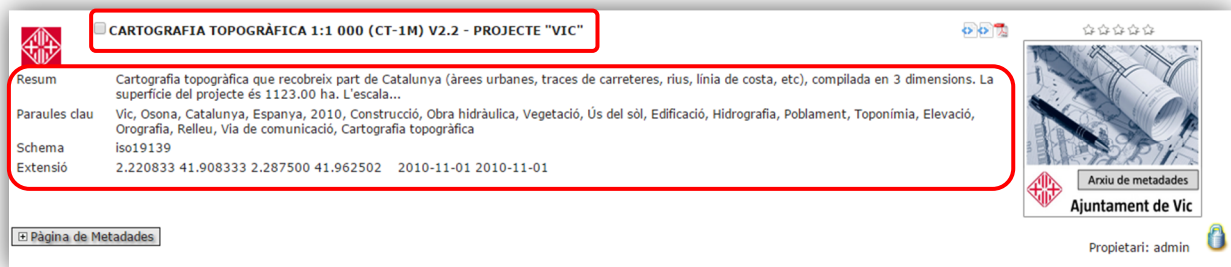 CARTOGRAFIA TOPOGRÀFICA 1:1 000 (CT-1M) V2.2 - PROJECTE "VIC"
Resum Cartografia topogràfica que recobreix part de Catalunya (àrees urbanes, traces de carreteres, rius, línia de costa, etc), compilada en 3 dimensions. La
superfície del projecte és 1123.00 ha. L'escala...
Paraules clau Vic, Osona, Catalunya, Espanya, 2010, Construcció, Obra hidràulica, Vegetació, Ús del sòl, Edificació, Hidrografia, Poblament, Toponímia, Elevació,
Orografia, Relleu, Via de comunicació, Cartografia topogràfica
Schema iso19139
Extensió 2.220833 41.908333 2.287500 41.962502 2010-11-01 2010-11-01
Arxiu de metadades
Ajuntament de Vic
Pàgina de Metadades
Propietari: admin